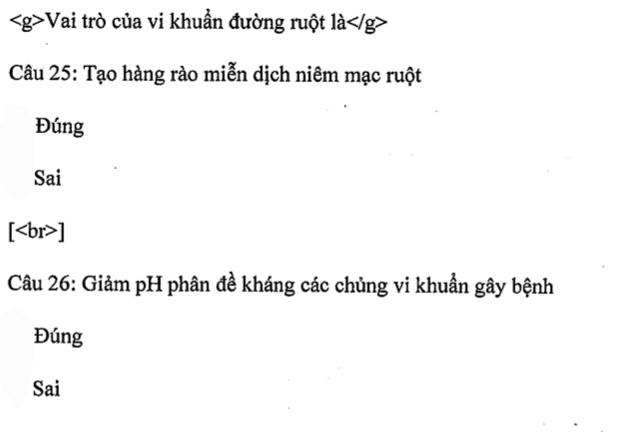 <g>Vai trò của vi khuẩn đường ruột là</g>
Câu 25: Tạo hàng rào miễn dịch niêm mạc ruột
Đúng
Sai
[<br>]
Câu 26: Giảm pH phân đề kháng các chủng vi khuẩn gây bệnh
Đúng
Sai